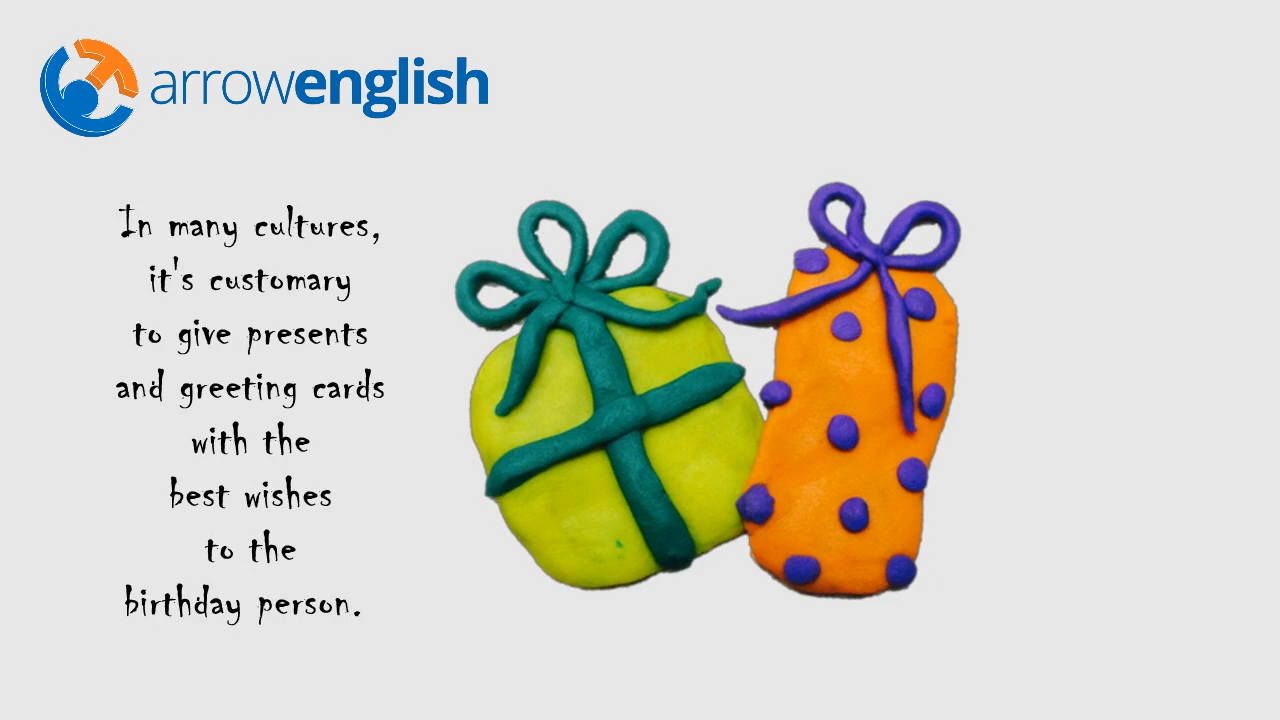 arrowenglish
In many cultures,
it's customary
to give presents
and greeting cards
with the
best wishes
to the
birthday person.